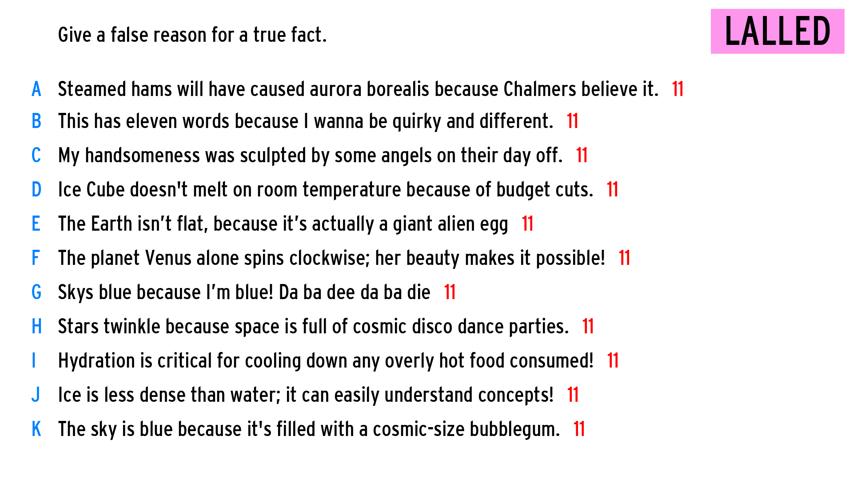 Give a false reason for a true fact.
LALLED
A Steamed hams will have caused aurora borealis because Chalmers believe it. 11
B This has eleven words because I wanna be quirky and different. 11
C My handsomeness was sculpted by some angels on their day off. 11
D Ice Cube doesn't melt on room temperature because of budget cuts. 11
E The Earth isn’t flat, because it’s actually a giant alien egg 11
F The planet Venus alone spins clockwise; her beauty makes it possible! 11
G Skys blue because I’m blue! Da ba dee da ba die 11
H Stars twinkle because space is full of cosmic disco dance parties. 11
I Hydration is critical for cooling down any overly hot food consumed! 11
J Ice is less dense than water; it can easily understand concepts! 11
K The sky is blue because it's filled with a cosmic-size bubblegum. 11